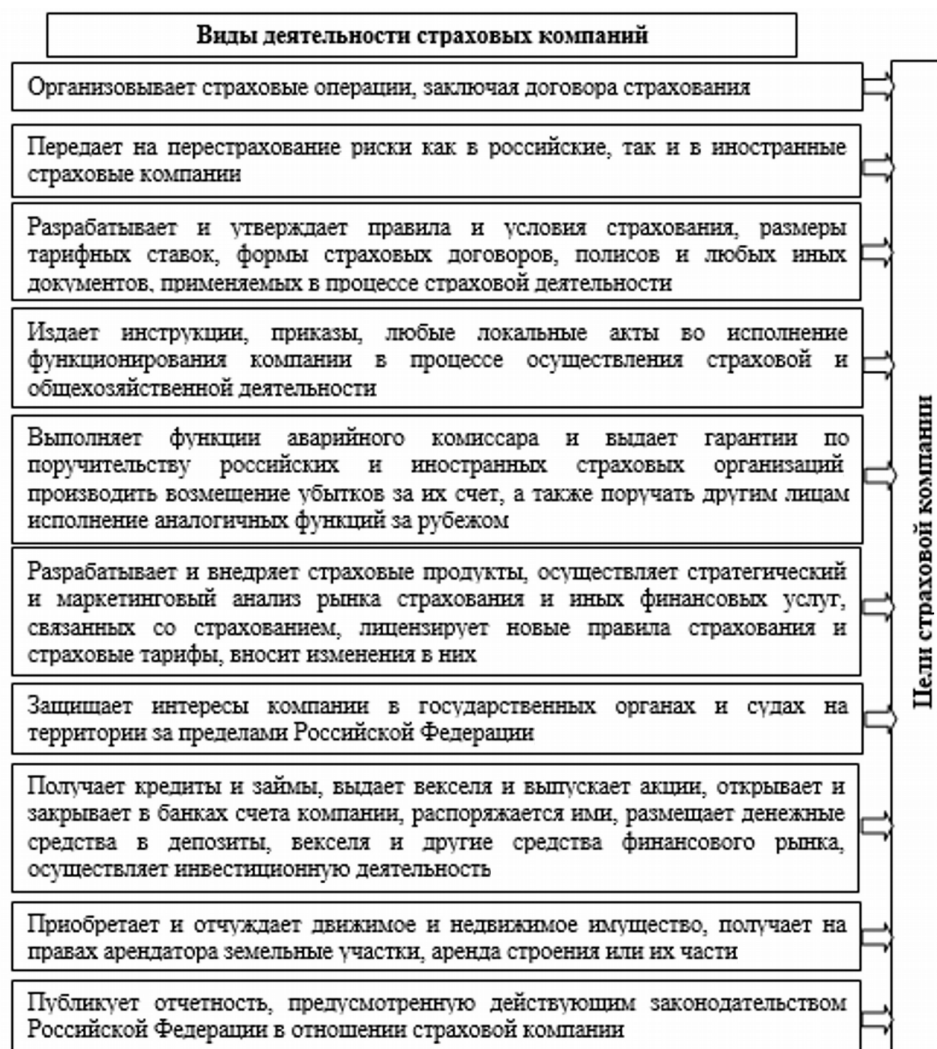 Виды деятельности страховых компаний
Организовывает страховые операции, заключая договора страхования
Передает на перестрахование риски как в российские, так и в иностранные
страховые компании
Разрабатывает и утверждает правила и условия страхования, размеры
тарифных ставок, формы страховых договоров, полисов и любых иных
документов, применяемых в процессе страховой деятельности
Издает инструкции, приказы, любые локальные акты во исполнение
функционирования компании в процессе осуществления страховой и
общехозяйственной деятельности
Выполняет функции аварийного комиссара и выдает гарантии по
поручительству российских и иностранных страховых организаций
производить возмещение убытков за их счет, а также поручать другим лицам
исполнение аналогичных функций за рубежом
Разрабатывает и внедряет страховые продукты, осуществляет стратегический
и маркетинговый анализ рынка страхования и иных финансовых услуг,
связанных со страхованием, лицензирует новые правила страхования и
страховые тарифы, вносит изменения в них
Защищает интересы компании в государственных органах и судах на
территории за пределами Российской Федерации
Получает кредиты и займы, выдает векселя и выпускает акции, открывает и
закрывает в банках счета компании, распоряжается ими, размещает денежные
средства в депозиты, векселя и другие средства финансового рынка,
осуществляет инвестиционную деятельность
Приобретает и отчуждает движимое и недвижимое имущество, получает на
правах арендатора земельные участки, аренда строения или их части
Публикует отчетность, предусмотренную действующим законодательством
Российской Федерации в отношении страховой компании
Цели страховой компании